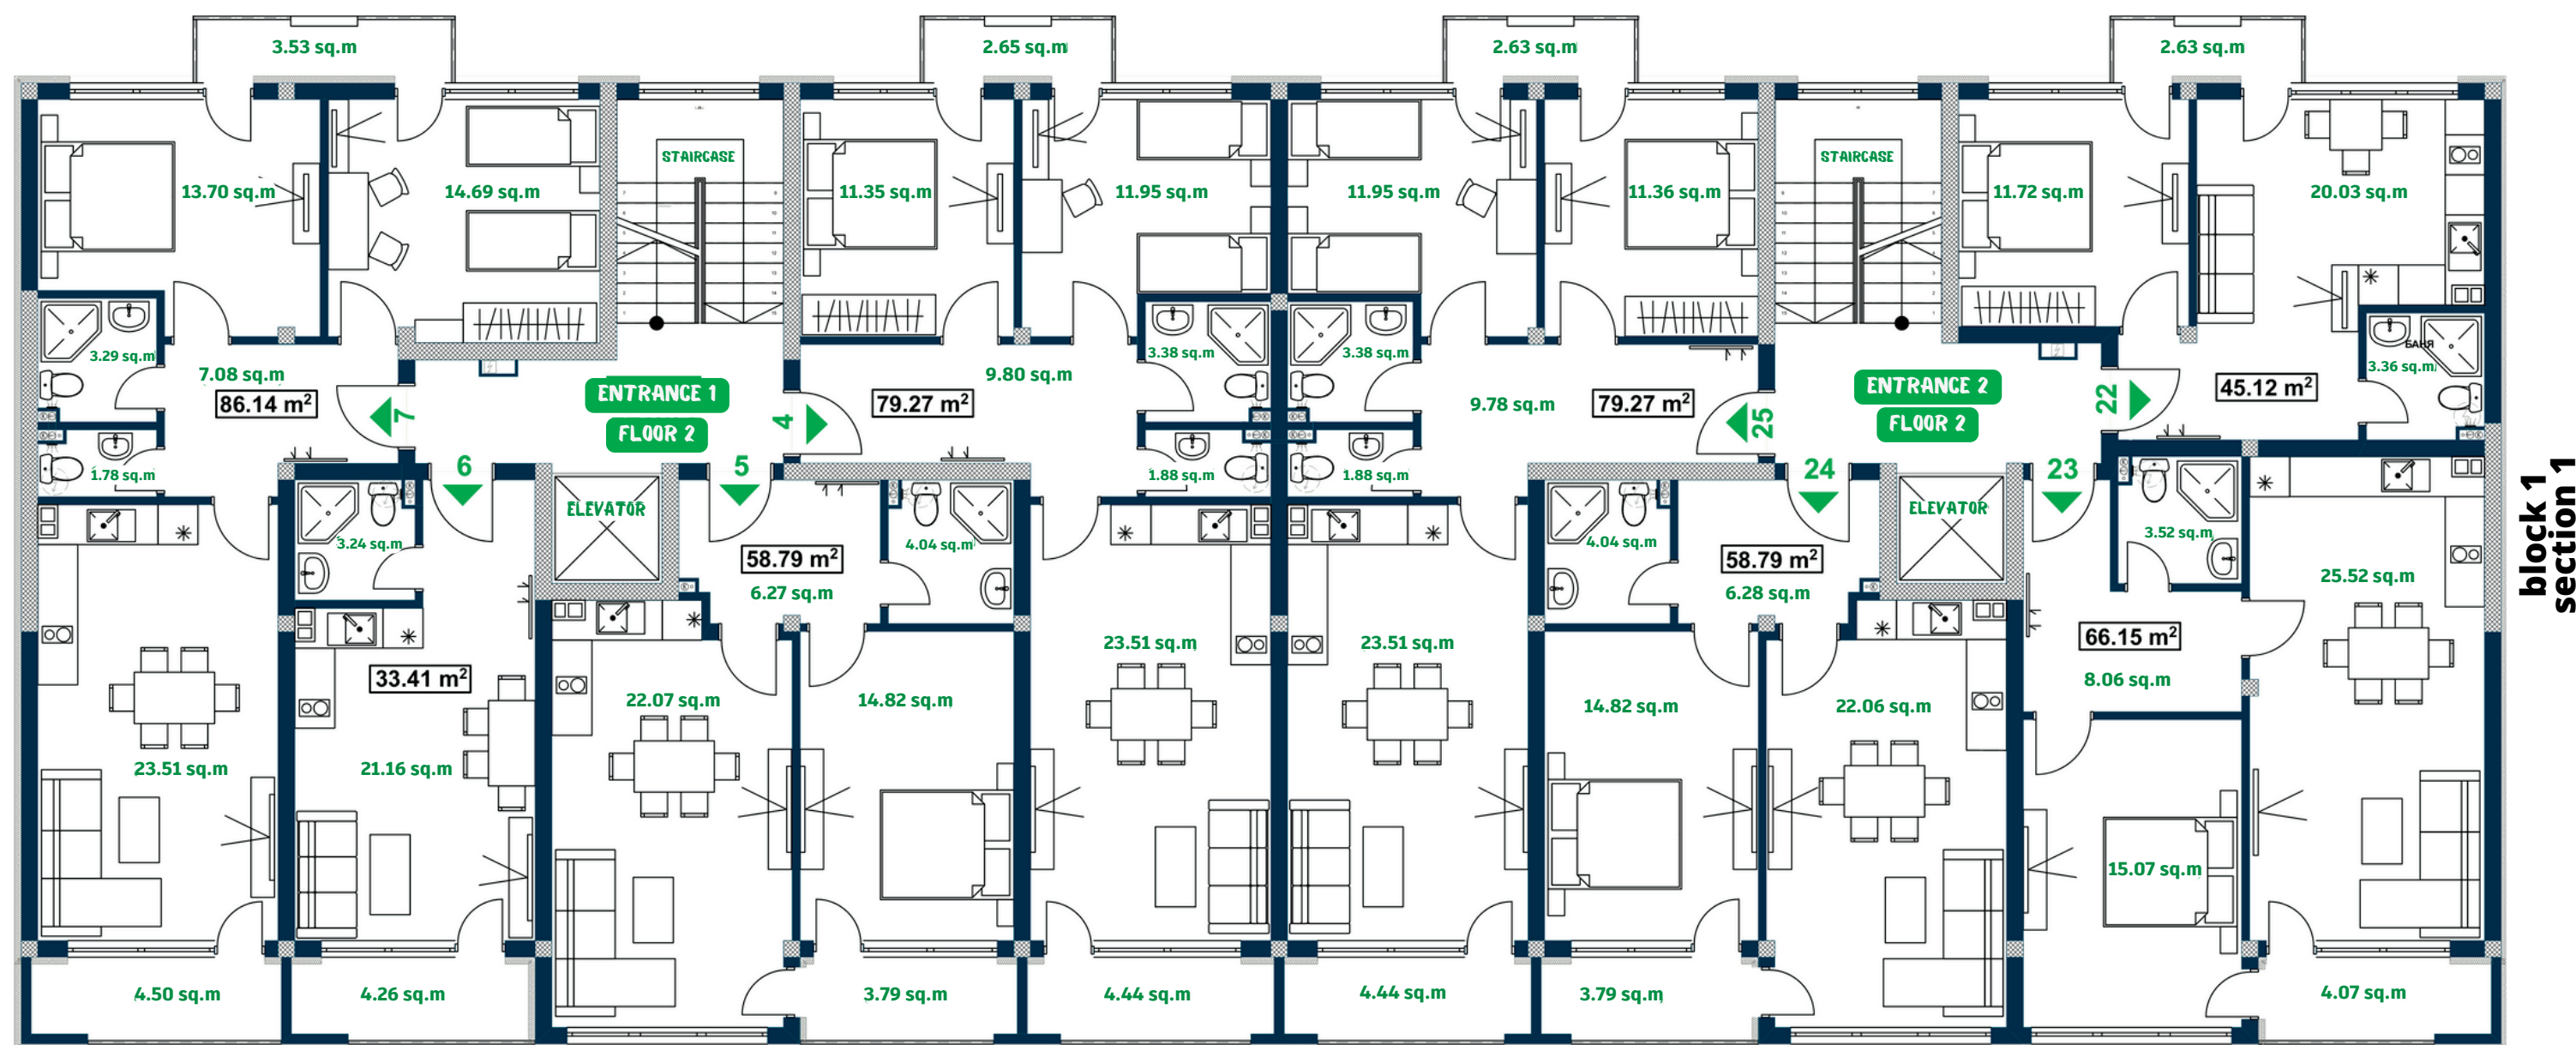 3.53 sq.m
2.65 sq.m
2.63 sq.m
2.63 sq.m
STAIRCASE
STAIRCASE
13.70 sq.m
14.69 sq.m
11.35 sq.m
11.95 sq.m
11.95 sq.m
11.36 sq.m
11.72 sq.m
20.03 sq.m
3.29 sq.m
3.38 sq.m
3.38 sq.m
БАНЯ
3.36 sq.m
7.08 sq.m
9.80 sq.m
86.14 m²
7
ENTRANCE 1
FLOOR 2
4
79.27 m²
9.78 sq.m
79.27 m²
25
ENTRANCE 2
FLOOR 2
22
45.12 m²
1.78 sq.m
6
5
1.88 sq.m
1.88 sq.m
24
23
ELEVATOR
ELEVATOR
3.24 sq.m
58.79 m²
4.04 sq.m
4.04 sq.m
58.79 m²
3.52 sq.m
6.27 sq.m
6.28 sq.m
25.52 sq.m
block 1
section 1
33.41 m²
23.51 sq.m
23.51 sq.m
66.15 m²
22.07 sq.m
14.82 sq.m
14.82 sq.m
22.06 sq.m
8.06 sq.m
23.51 sq.m
21.16 sq.m
15.07 sq.m
4.50 sq.m
4.26 sq.m
3.79 sq.m
4.44 sq.m
4.44 sq.m
3.79 sq.m
4.07 sq.m